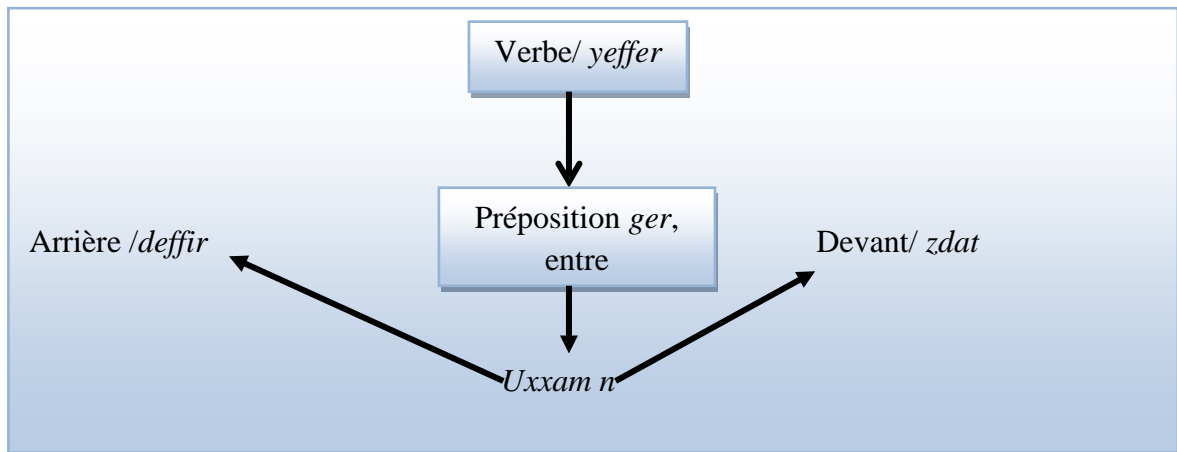 Verbe/ yeffer
Préposition ger,
entre
Arrière /deffir
Devant/ zdat
Uxxam n